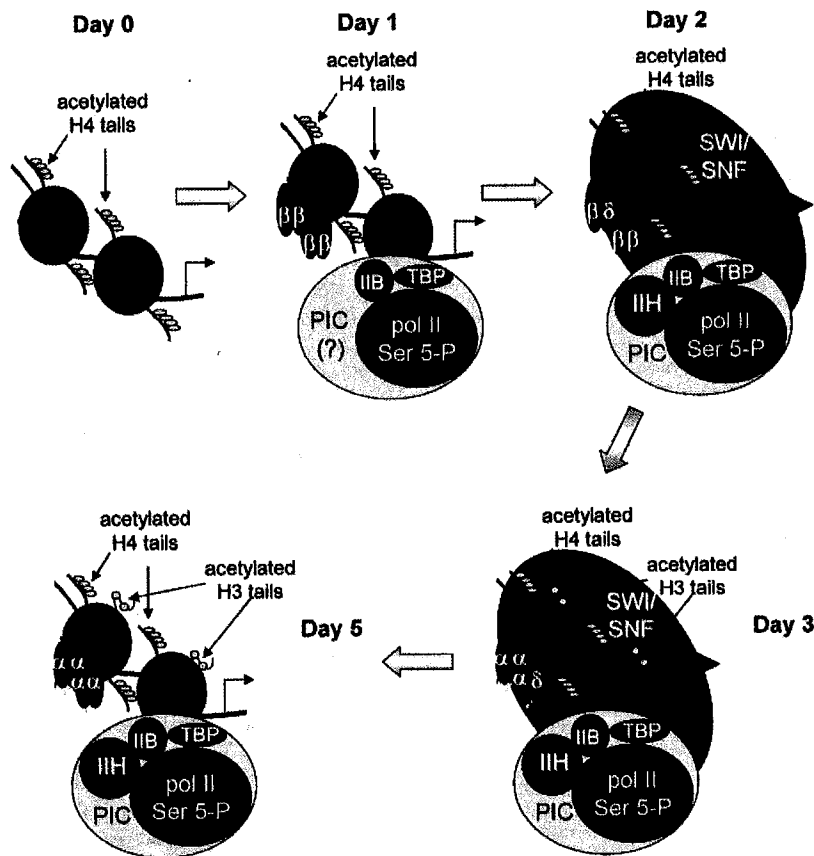 Day 0
acetylated
H4 tails
Day 1
acetylated
H4 tails
ββ
ββ
IIB
TBP
PIC
(?)
pol II
Ser 5-P
Day 2
acetylated
H4 tails
SWI/
SNF
βδ
ββ
IIB
TBP
IIH
pol II
PIC
Ser 5-P
acetylated
H4 tails
acetylated
H3 tails
SWI/
SNF
Day 3
αα
αδ
IIB
TBP
IIH
pol II
PIC
Ser 5-P
acetylated
H4 tails
acetylated
H3 tails
Day 5
αα
αα
IIB
TBP
IIH
pol II
PIC
Ser 5-P